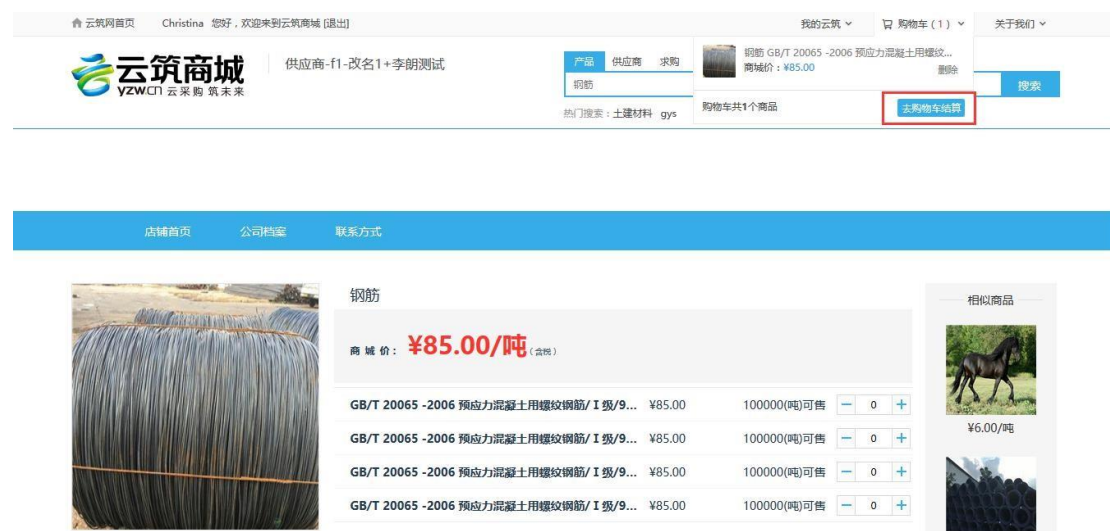 云筑网首页 Christina 您好，欢迎来到云筑商城 [退出] 我的云筑 购物车（1） 关于我们
云筑商城
YZW.CN 云采购 筑未来
供应商-f1-改名1+李朗测试
产品 供应商 求购
钢筋
搜索
热门搜索：土建材料 gys
钢筋 GB/T 20065 -2006 预应力混凝土用螺纹...
商城价：¥85.00 删除
购物车共1个商品 去购物车结算
店铺首页 公司档案 联系方式
钢筋
商城价：¥85.00/吨（含税）
GB/T 20065 -2006 预应力混凝土用螺纹钢筋/Ⅰ级/9... ¥85.00 100000(吨)可售 − 0 +
GB/T 20065 -2006 预应力混凝土用螺纹钢筋/Ⅰ级/9... ¥85.00 100000(吨)可售 − 0 +
GB/T 20065 -2006 预应力混凝土用螺纹钢筋/Ⅰ级/9... ¥85.00 100000(吨)可售 − 0 +
GB/T 20065 -2006 预应力混凝土用螺纹钢筋/Ⅰ级/9... ¥85.00 100000(吨)可售 − 0 +
相似商品
¥6.00/吨